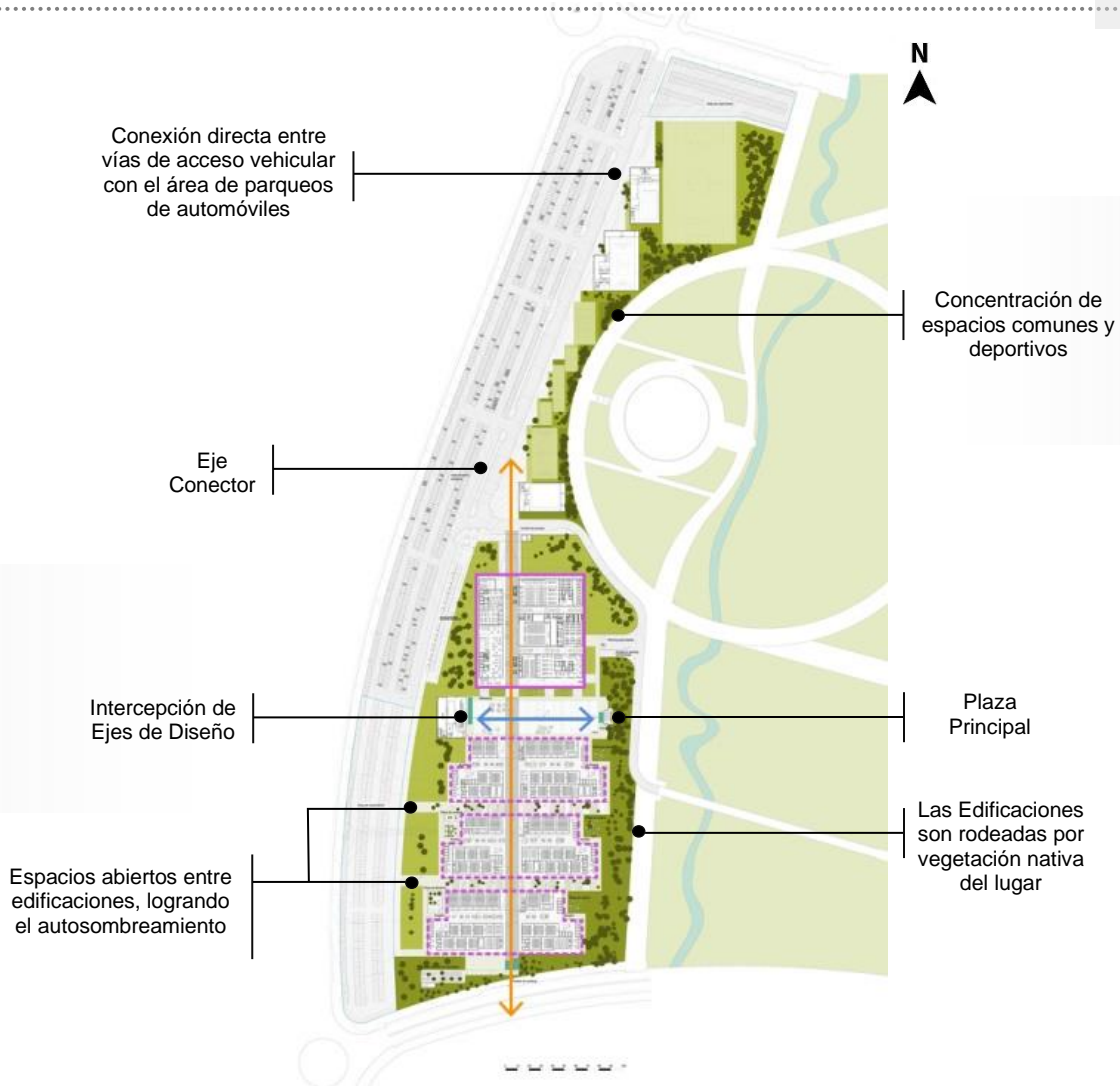 N
Conexión directa entre
vías de acceso vehicular
con el área de parqueos
de automóviles
Concentración de
espacios comunes y
deportivos
Eje
Conector
Intercepción de
Ejes de Diseño
Plaza
Principal
Las Edificaciones
son rodeadas por
vegetación nativa
del lugar
Espacios abiertos entre
edificaciones, logrando
el autosombreamiento